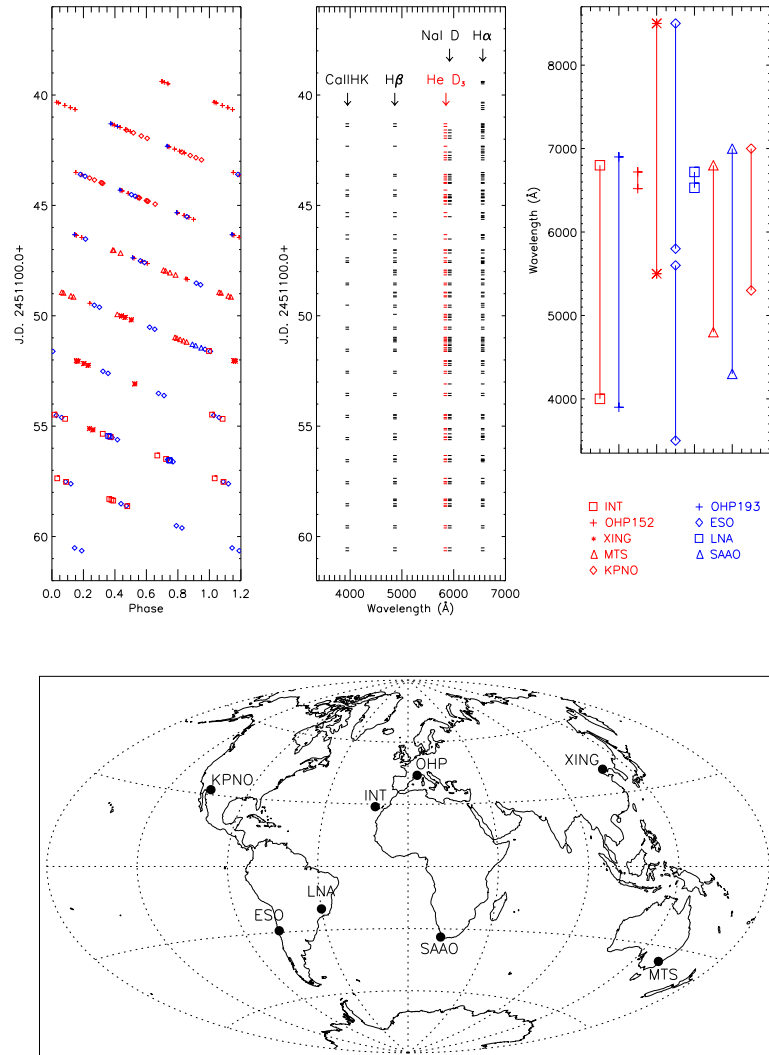 NaI D Hα
CaIIHK Hβ He D₃
J.D. 2451100.0+
40
45
50
55
60
0.0 0.2 0.4 0.6 0.8 1.0 1.2
Phase
J.D. 2451100.0+
40
45
50
55
60
4000 5000 6000 7000
Wavelength (Å)
Wavelength (Å)
8000
7000
6000
5000
4000
INT
OHP152
XING
MTS
KPNO
OHP193
ESO
LNA
SAAO
KPNO
OHP
XING
INT
LNA
ESO
SAAO
MTS